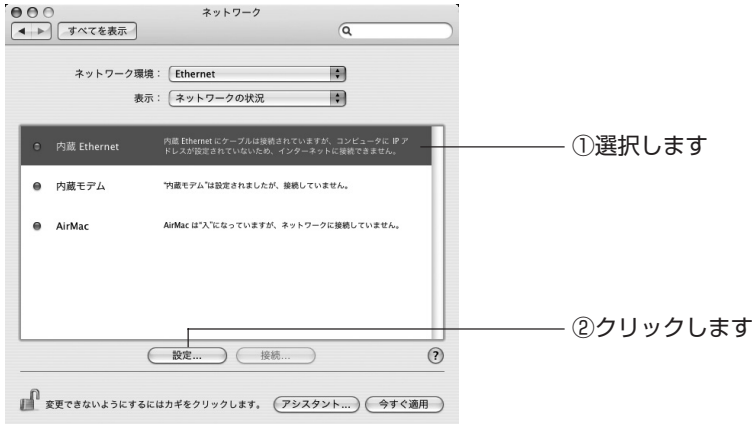 ネットワーク
すべてを表示
ネットワーク環境： Ethernet
表示： ネットワークの状況
内蔵 Ethernet
内蔵 Ethernet にケーブルは接続されていますが、コンピュータに IP ア
ドレスが設定されていないため、インターネットに接続できません。
①選択します
内蔵モデム
“内蔵モデム”は設定されましたが、接続していません。
AirMac
AirMac は“入”になっていますが、ネットワークに接続していません。
②クリックします
設定...
接続...
?
変更できないようにするにはカギをクリックします。
アシスタント...
今すぐ適用